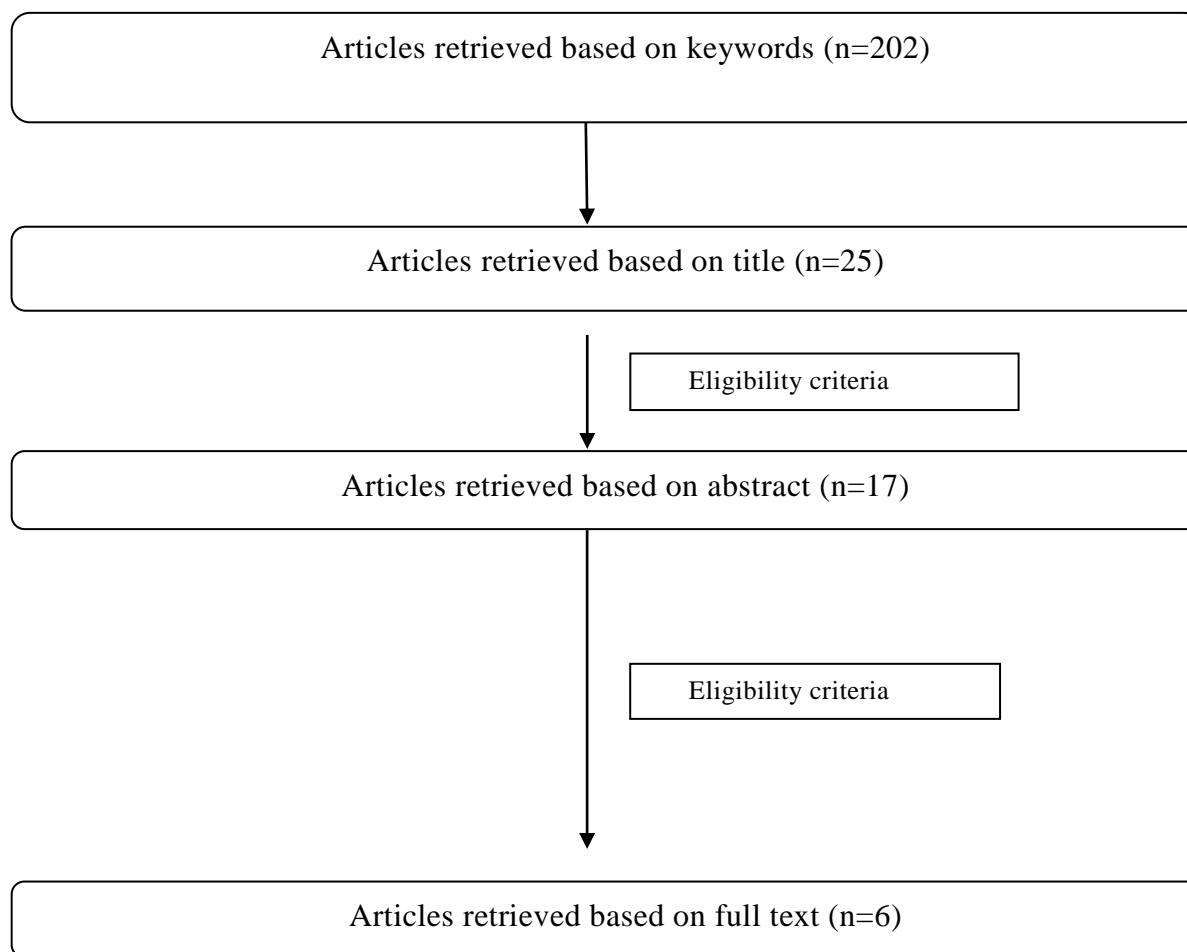 Articles retrieved based on keywords (n=202)
Articles retrieved based on title (n=25)
Eligibility criteria
Articles retrieved based on abstract (n=17)
Eligibility criteria
Articles retrieved based on full text (n=6)